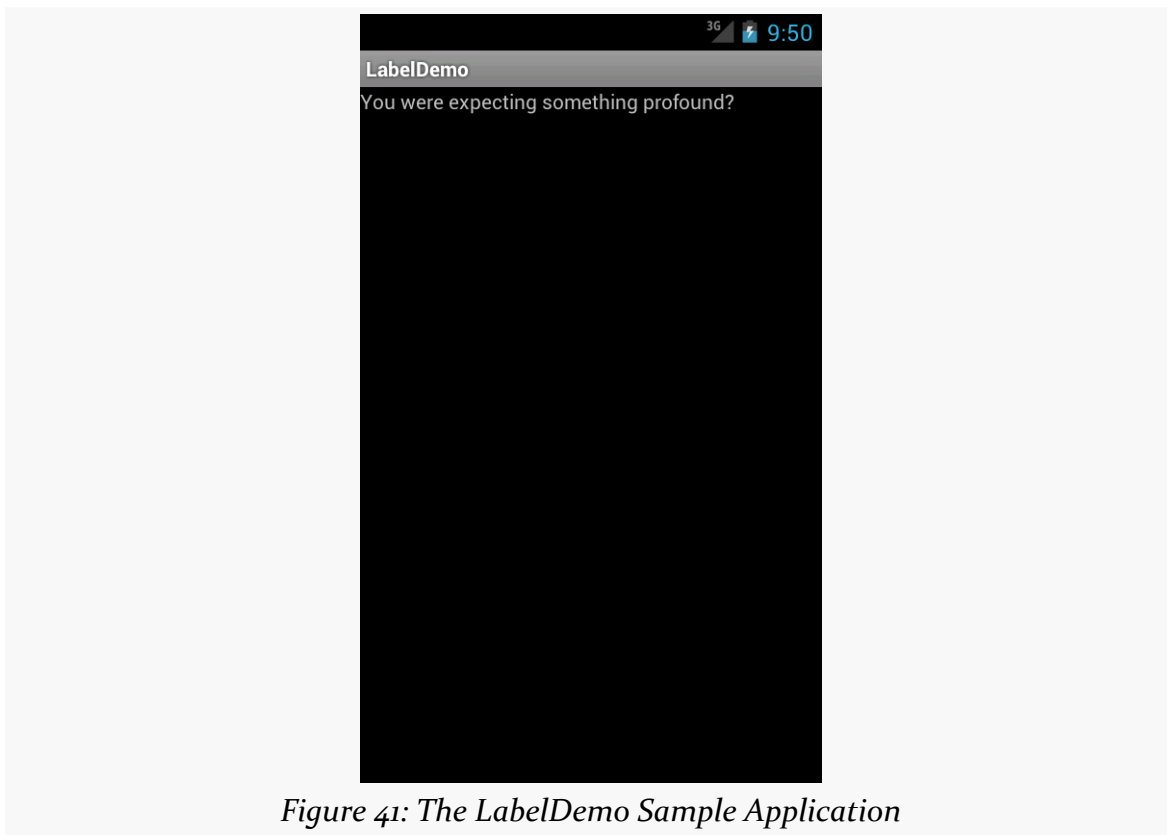 3G 9:50
LabelDemo
You were expecting something profound?
Figure 41: The LabelDemo Sample Application